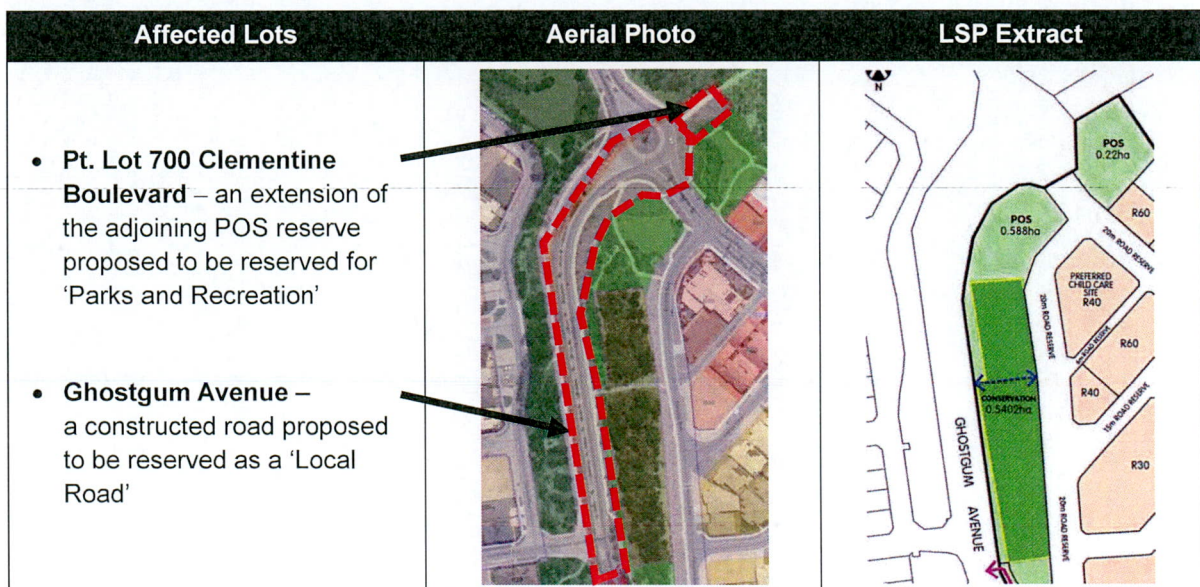 Affected Lots
Aerial Photo
LSP Extract
• Pt. Lot 700 Clementine
Boulevard – an extension of
the adjoining POS reserve
proposed to be reserved for
‘Parks and Recreation’
• Ghostgum Avenue –
a constructed road proposed
to be reserved as a ‘Local
Road’
N
POS
0.22ha
POS
0.588ha
R60
20m ROAD RESERVE
PREFERRED
CHILD CARE
SITE
R40
20m ROAD RESERVE
6m ROAD RESERVE
R60
R40
CONSERVATION
0.5402ha
15m ROAD RESERVE
GHOSTGUM AVENUE
R30
20m ROAD RESERVE